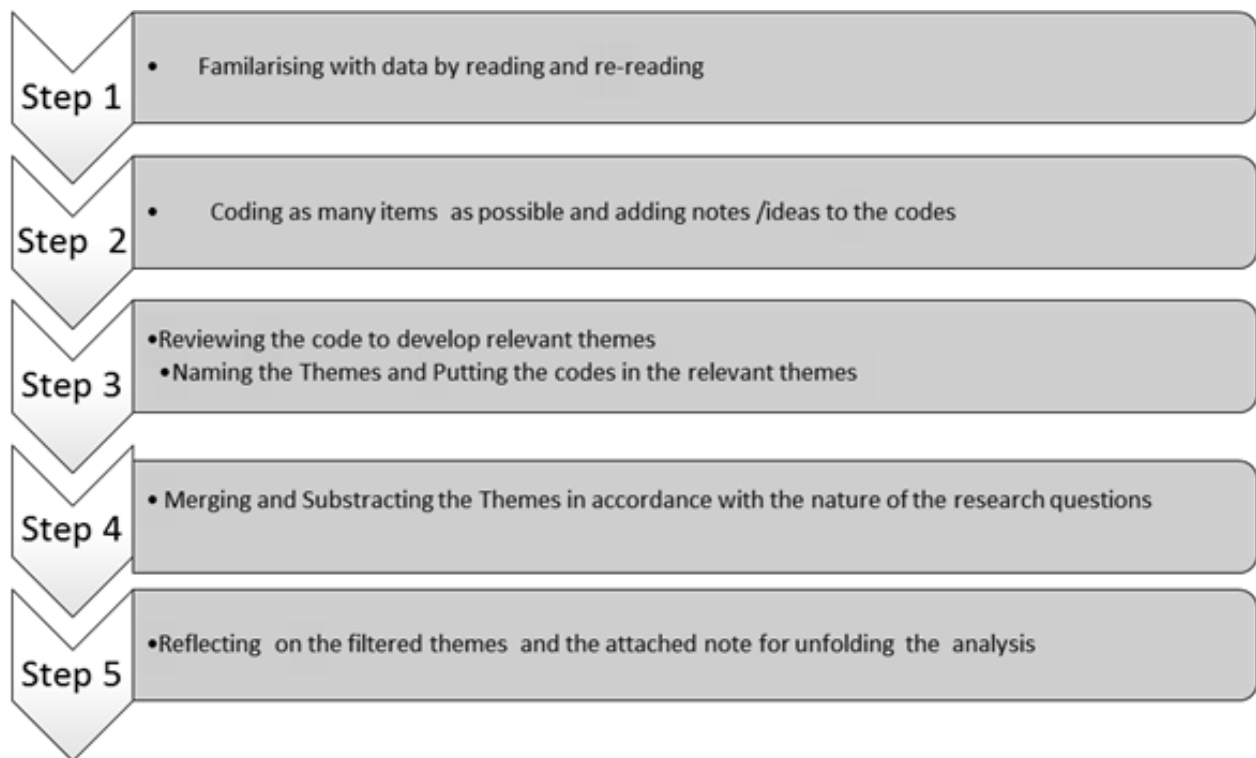 Step 1
• Familarising with data by reading and re-reading
Step 2
• Coding as many items as possible and adding notes /ideas to the codes
Step 3
•Reviewing the code to develop relevant themes
•Naming the Themes and Putting the codes in the relevant themes
Step 4
• Merging and Substracting the Themes in accordance with the nature of the research questions
Step 5
•Reflecting on the filtered themes and the attached note for unfolding the analysis